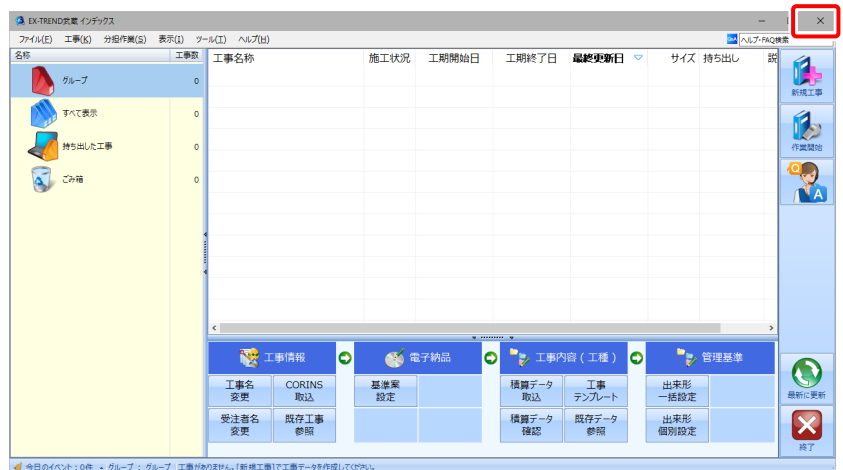 EX-TREND武蔵 インデックス
ファイル(F) 工事(K) 分担作業(S) 表示(I) ツール(T) ヘルプ(H)
Q&A ヘルプ・FAQ検索
名称 工事数
グループ 0
すべて表示 0
持ち出した工事 0
ごみ箱 0
工事名称 施工状況 工期開始日 工期終了日 最終更新日 サイズ 持ち出し 説
新規工事
作業開始
Q
A
工事情報 電子納品 工事内容(工種) 管理基準
工事名
変更
CORINS
取込
基準案
設定
積算データ
取込
工事
テンプレート
出来形
一括設定
受注者名
変更
既存工事
参照
積算データ
確認
既存データ
参照
出来形
個別設定
最新に更新
終了
今日のイベント:0件 グループ : グループ 工事がありません。[新規工事]で工事データを作成してください。